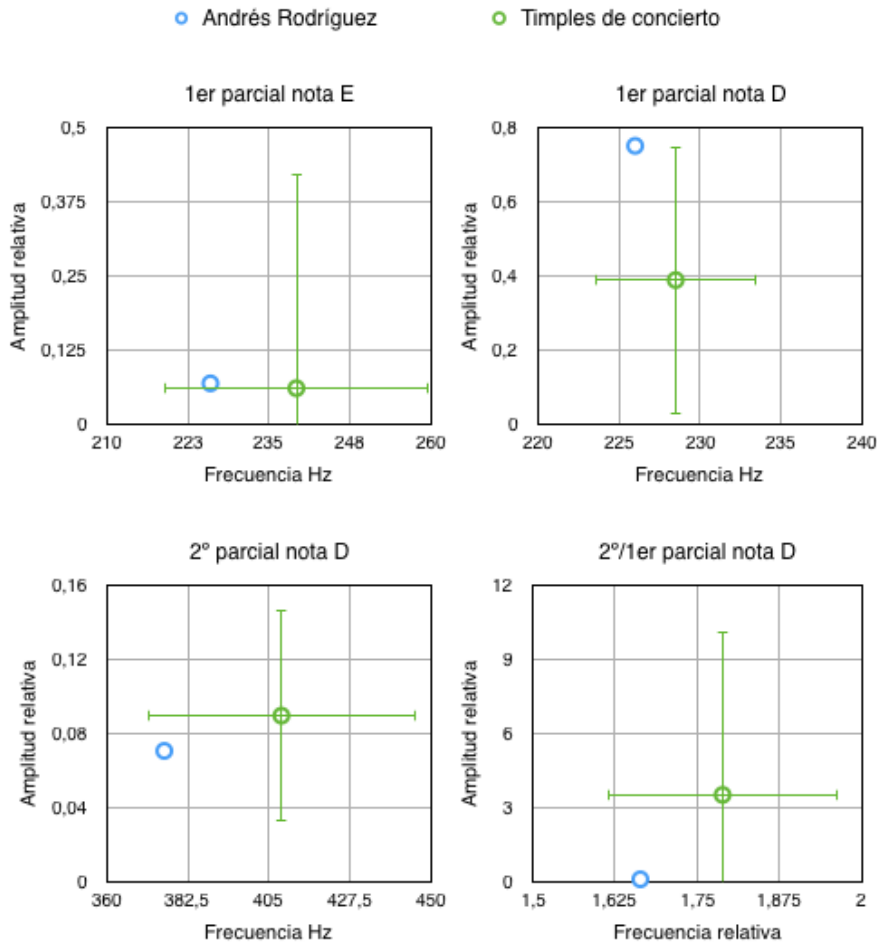 Andrés Rodríguez
Timples de concierto
1er parcial nota E
0,5
0,375
0,25
0,125
0
Amplitud relativa
210
223
235
248
260
Frecuencia Hz
1er parcial nota D
0,8
0,6
0,4
0,2
0
Amplitud relativa
220
225
230
235
240
Frecuencia Hz
2º parcial nota D
0,16
0,12
0,08
0,04
0
Amplitud relativa
360
382,5
405
427,5
450
Frecuencia Hz
2º/1er parcial nota D
12
9
6
3
0
Amplitud relativa
1,5
1,625
1,75
1,875
2
Frecuencia relativa